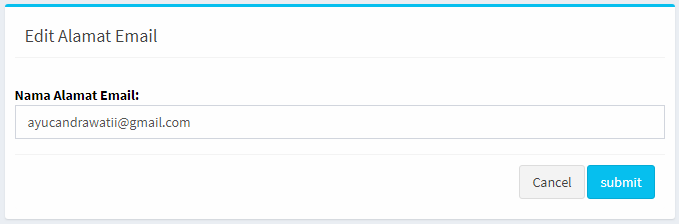 Edit Alamat Email
Nama Alamat Email:
ayucandrawatii@gmail.com
Cancel submit